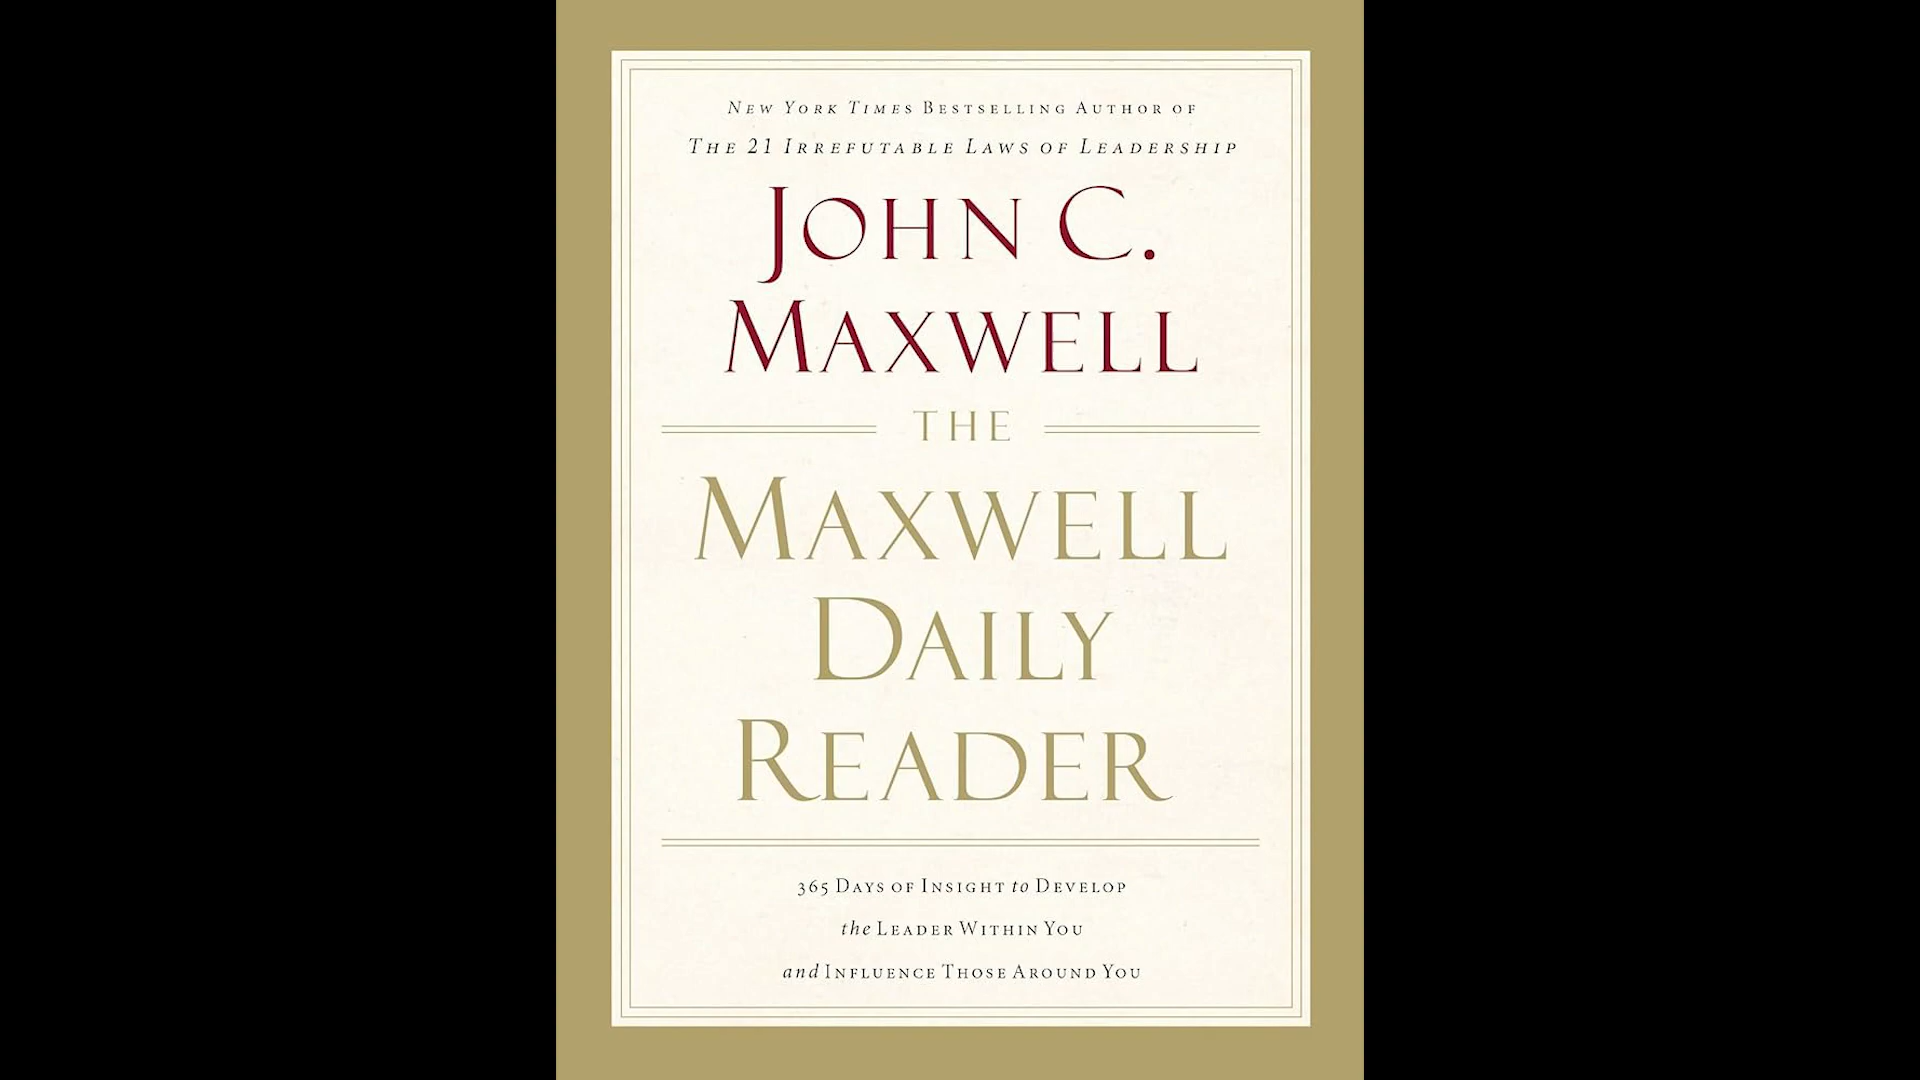 New York Times Bestselling Author of
The 21 Irrefutable Laws of Leadership
John C.
Maxwell
THE
Maxwell
Daily
Reader
365 Days of Insight to Develop
the Leader Within You
and Influence Those Around You